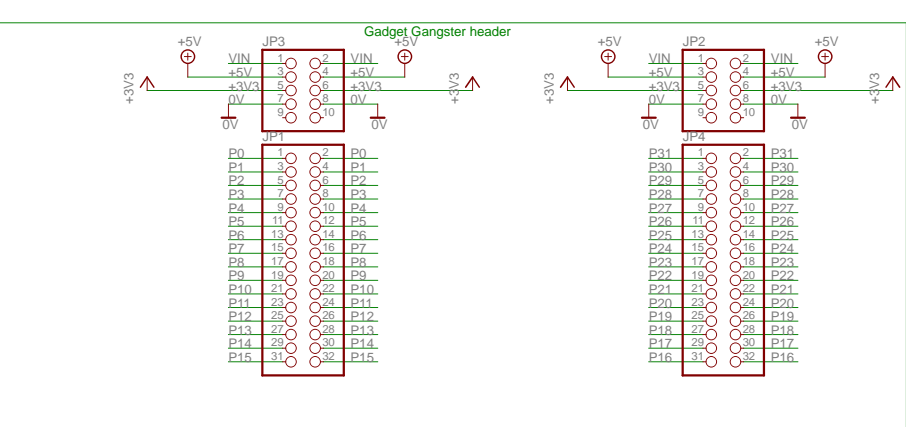 Gadget Gangster header
+5V JP3 +5V +5V JP2 +5V
VIN 1 2 VIN VIN 1 2 VIN
+5V 3 4 +5V +5V 3 4 +5V
+3V3 +3V3 5 6 +3V3 +3V3 +3V3 +3V3 5 6 +3V3 +3V3
0V 7 8 0V 0V 7 8 0V
9 10 9 10
0V 0V 0V 0V
JP1 JP4
P0 1 2 P0 P31 1 2 P31
P1 3 4 P1 P30 3 4 P30
P2 5 6 P2 P29 5 6 P29
P3 7 8 P3 P28 7 8 P28
P4 9 10 P4 P27 9 10 P27
P5 11 12 P5 P26 11 12 P26
P6 13 14 P6 P25 13 14 P25
P7 15 16 P7 P24 15 16 P24
P8 17 18 P8 P23 17 18 P23
P9 19 20 P9 P22 19 20 P22
P10 21 22 P10 P21 21 22 P21
P11 23 24 P11 P20 23 24 P20
P12 25 26 P12 P19 25 26 P19
P13 27 28 P13 P18 27 28 P18
P14 29 30 P14 P17 29 30 P17
P15 31 32 P15 P16 31 32 P16